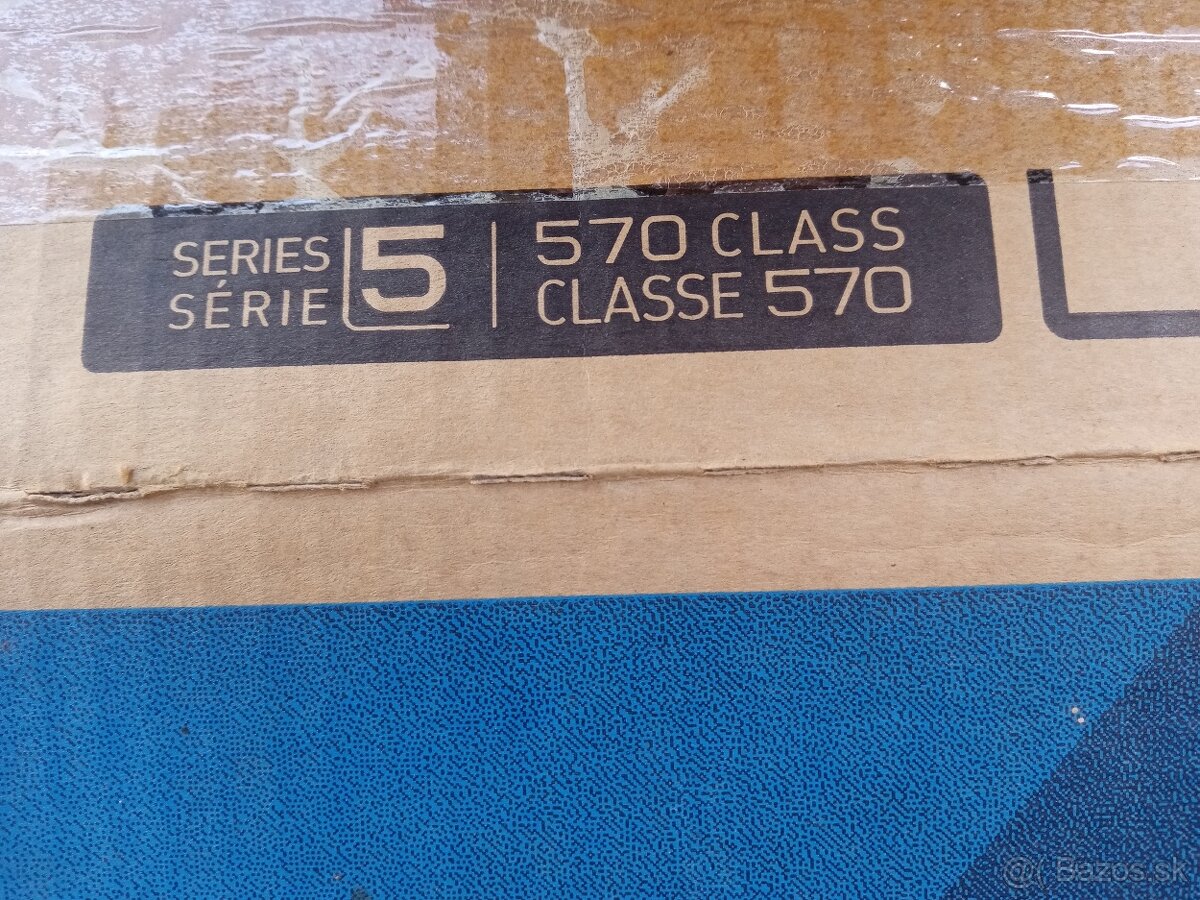 SERIES 5 570 CLASS
SÉRIE CLASSE 570
@ Bazos.sk